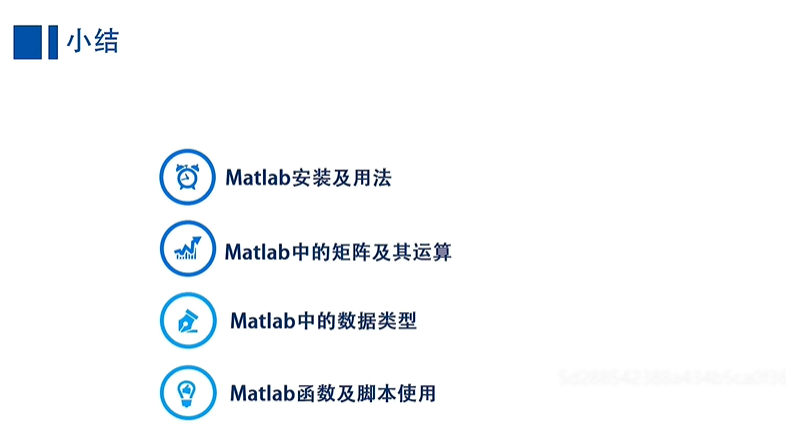 小结
Matlab安装及用法
Matlab中的矩阵及其运算
Matlab中的数据类型
Matlab函数及脚本使用